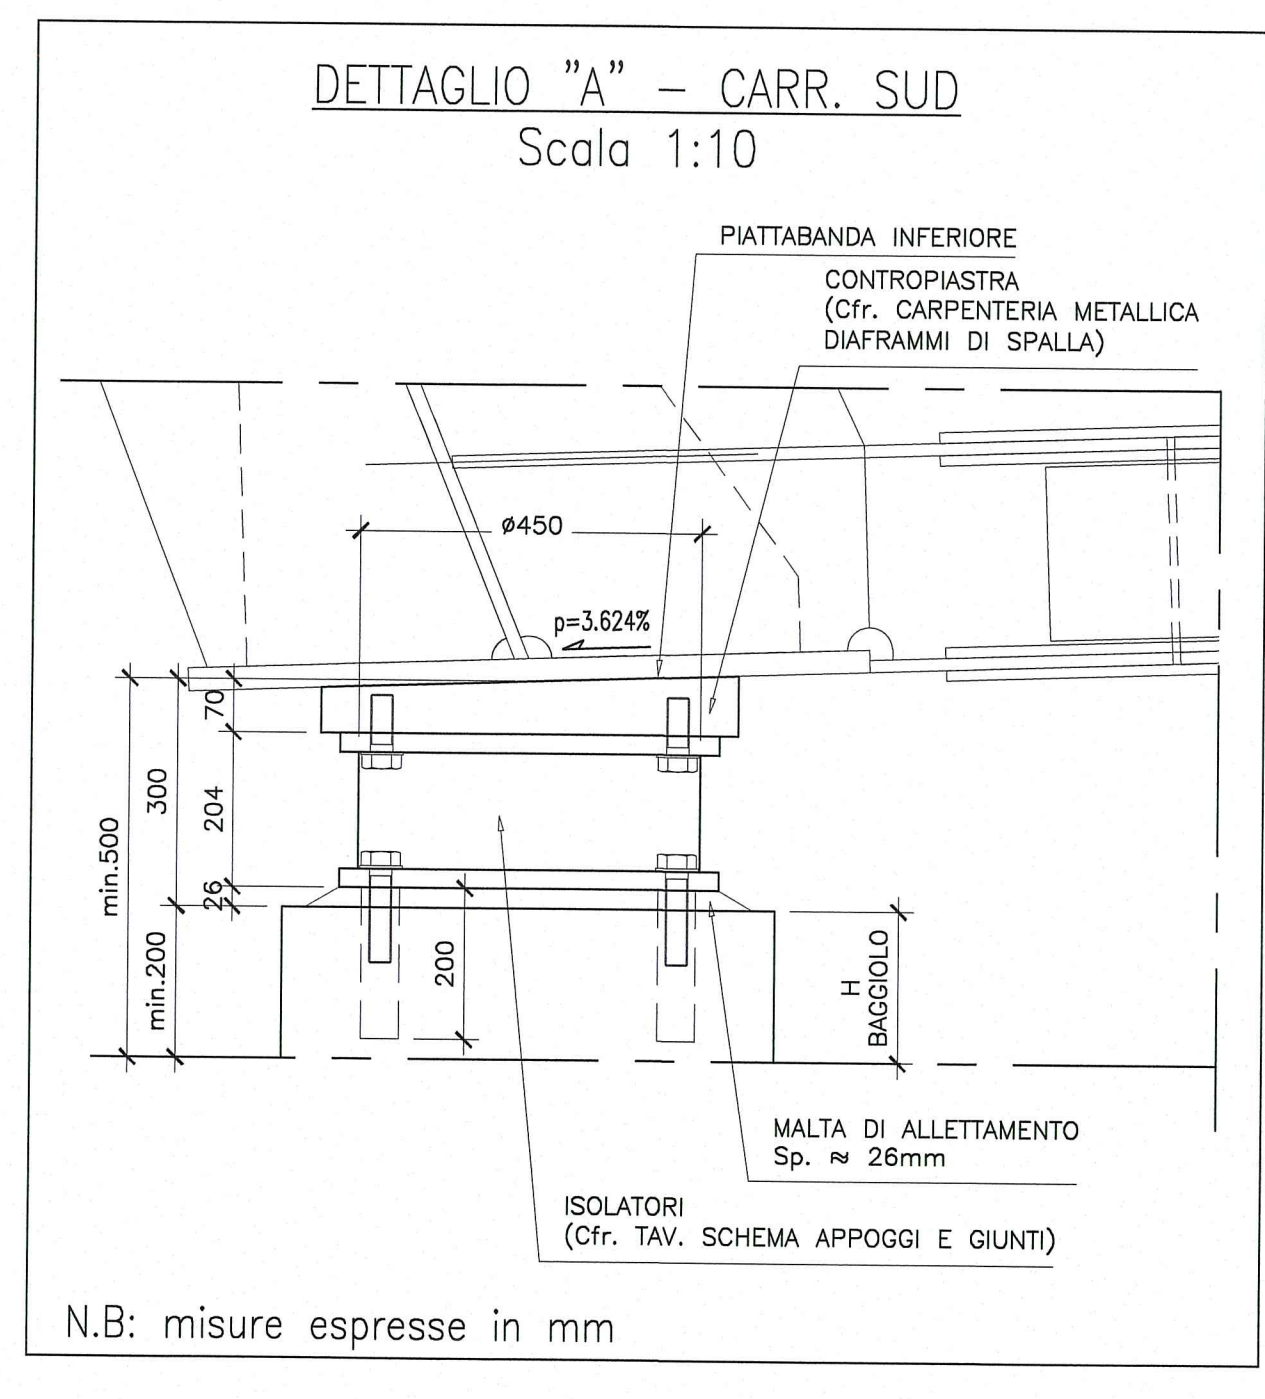 DETTAGLIO "A" – CARR. SUD
Scala 1:10
PIATTABANDA INFERIORE
CONTROPIASTRA
(Cfr. CARPENTERIA METALLICA
DIAFRAMMI DI SPALLA)
ø450
p=3.624%
70
300
204
min.500
26
min.200
200
H
BAGGIOLO
MALTA DI ALLETTAMENTO
Sp. ≈ 26mm
ISOLATORI
(Cfr. TAV. SCHEMA APPOGGI E GIUNTI)
N.B: misure espresse in mm